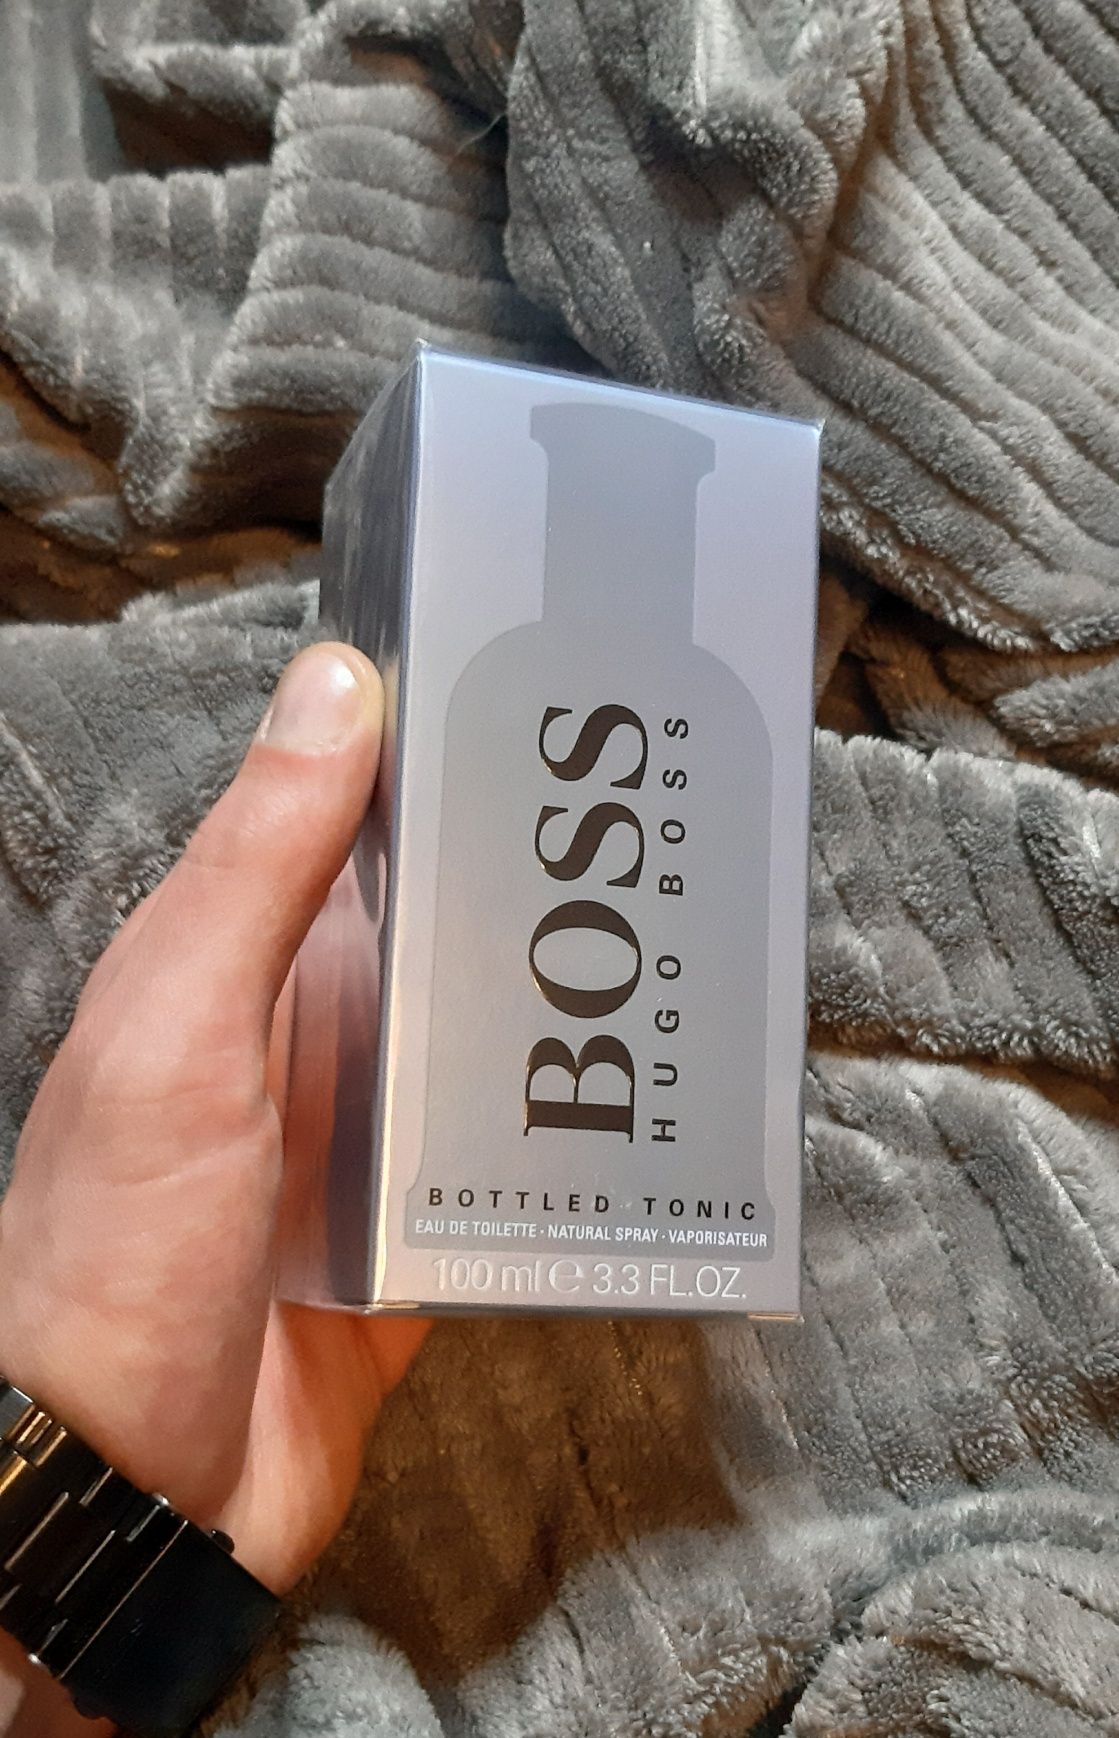 BOSS
HUGO BOSS
BOTTLED TONIC
EAU DE TOILETTE · NATURAL SPRAY · VAPORISATEUR
100 ml ℮ 3.3 FL.OZ.